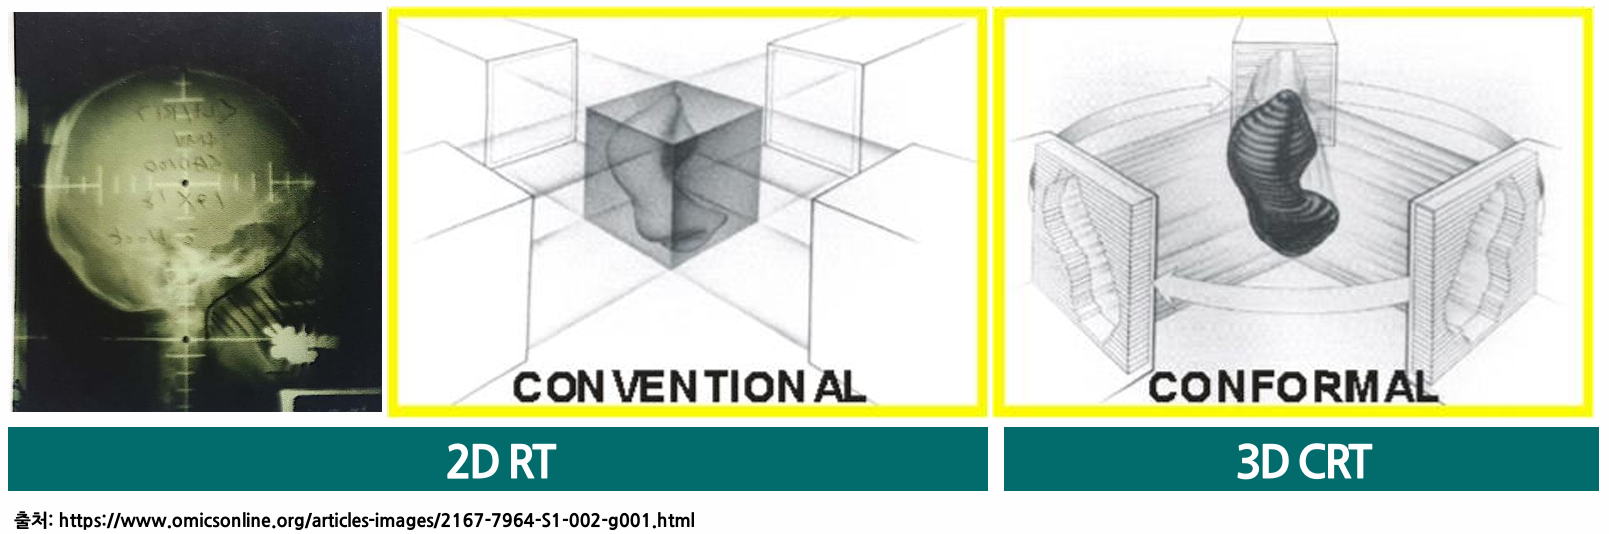 CONVENTIONAL
CONFORMAL
2D RT
3D CRT
출처: https://www.omicsonline.org/articles-images/2167-7964-S1-002-g001.html